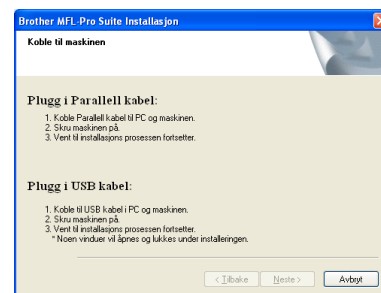 Brother MFL-Pro Suite Installasjon
Koble til maskinen
Plugg i Parallell kabel:
1. Koble Parallell kabel til PC og maskinen.
2. Skru maskinen på.
3. Vent til installasjons prosessen fortsetter.
Plugg i USB kabel:
1. Koble til USB kabel i PC og maskinen.
2. Skru maskinen på.
3. Vent til installasjons prosessen fortsetter.
* Noen vinduer vil åpnes og lukkes under installeringen.
< Tilbake Neste > Avbryt